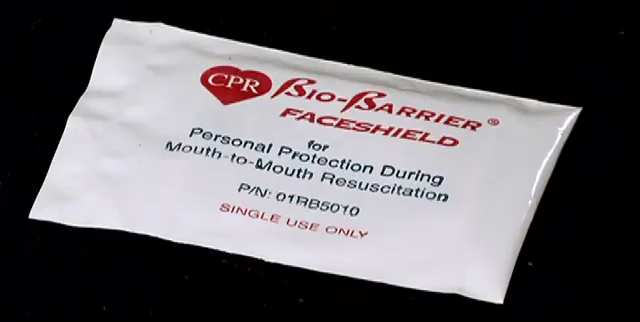 CPR BIO-BARRIER®
FACESHIELD
for
Personal Protection During
Mouth-to-Mouth Resuscitation
P/N: 01RB5010
SINGLE USE ONLY